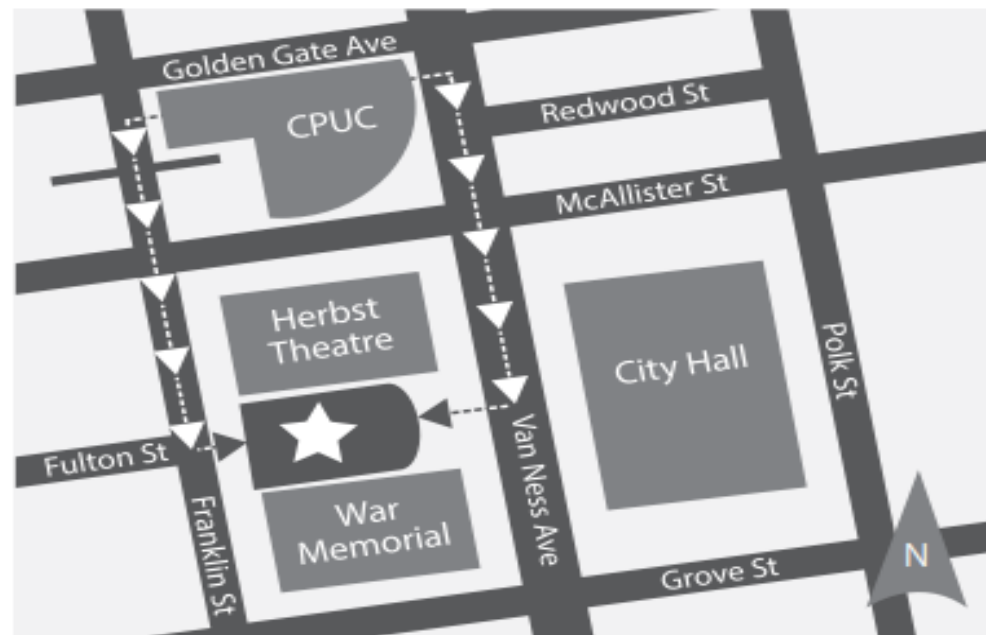 Golden Gate Ave
CPUC
Redwood St
McAllister St
Herbst
Theatre
City Hall
Polk St
Fulton St
Van Ness Ave
Franklin St
War
Memorial
Grove St
N